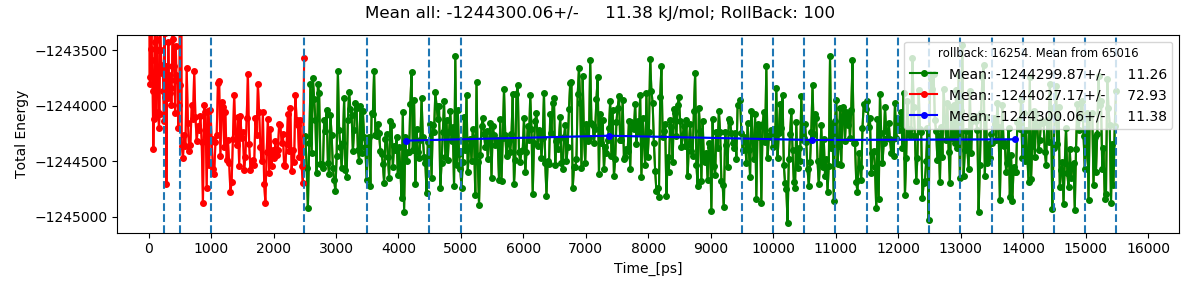 Mean all: -1244300.06+/- 11.38 kJ/mol; RollBack: 100
rollback: 16254. Mean from 65016
Mean: -1244299.87+/- 11.26
Mean: -1244027.17+/- 72.93
Mean: -1244300.06+/- 11.38
Total Energy
−1243500
−1244000
−1244500
−1245000
0 1000 2000 3000 4000 5000 6000 7000 8000 9000 10000 11000 12000 13000 14000 15000 16000
Time_[ps]